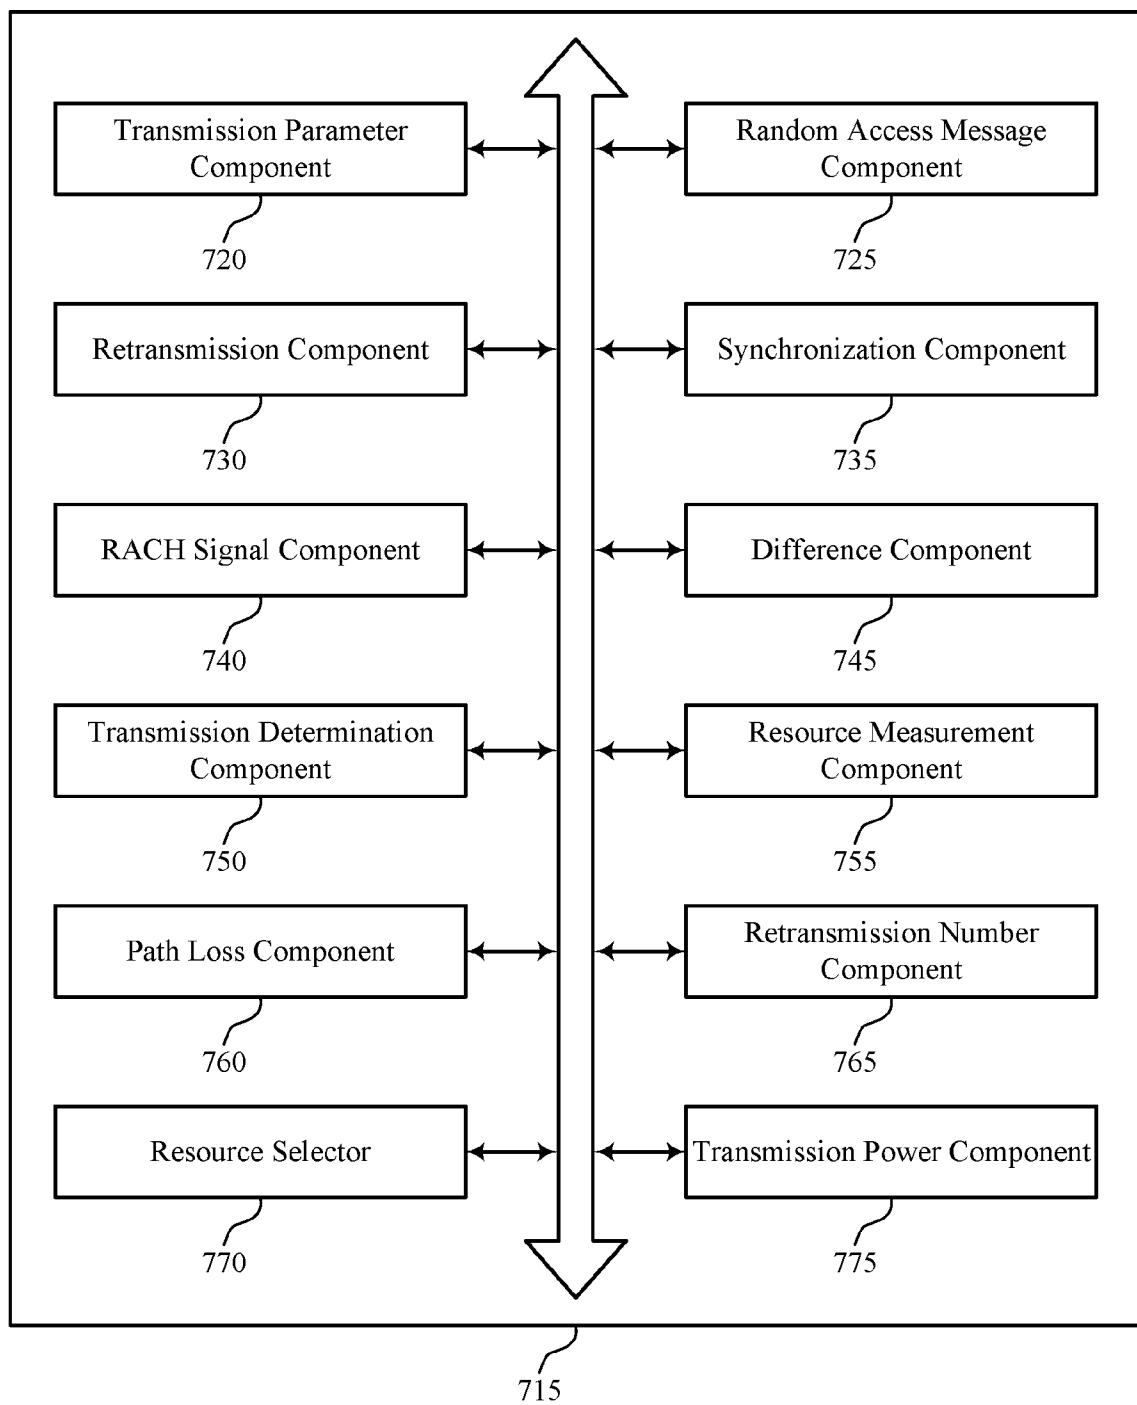 Transmission Parameter
Component
720
Random Access Message
Component
725
Retransmission Component
730
Synchronization Component
735
RACH Signal Component
740
Difference Component
745
Transmission Determination
Component
750
Resource Measurement
Component
755
Path Loss Component
760
Retransmission Number
Component
765
Resource Selector
770
Transmission Power Component
775
715